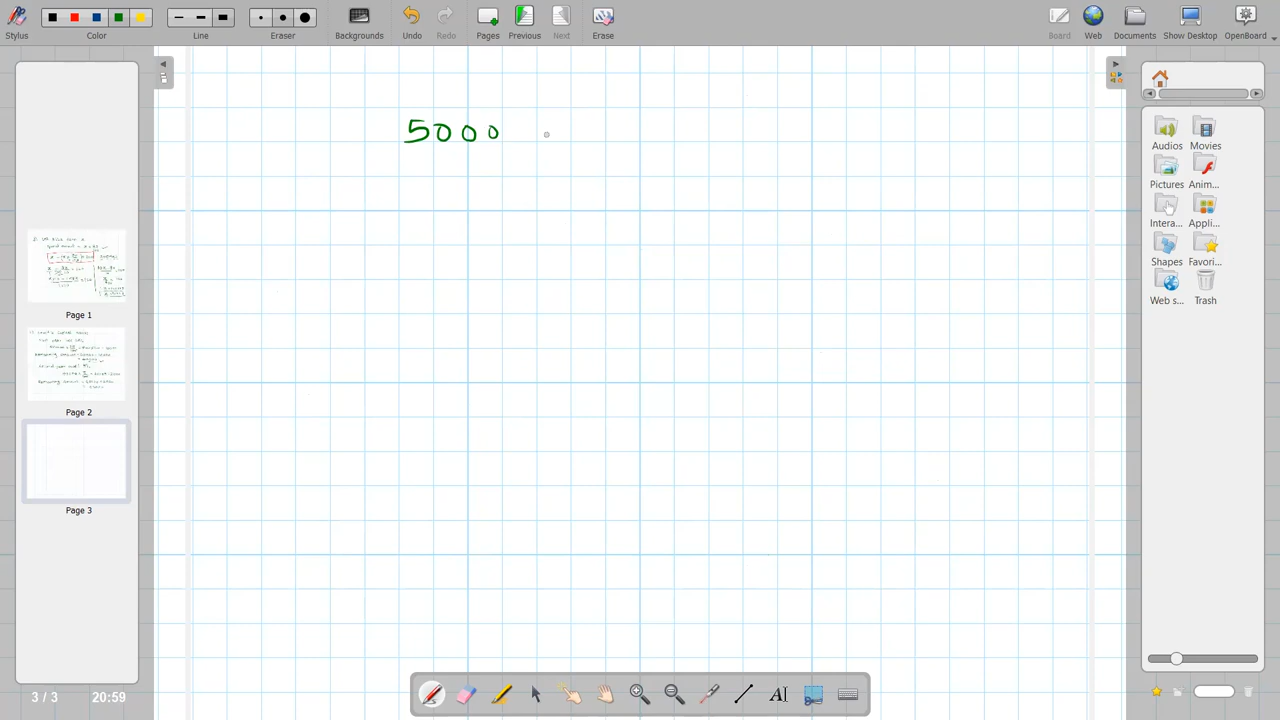 Stylus
Color
Line
Eraser
Backgrounds
Undo
Redo
Pages
Previous
Next
Erase
Board
Web
Documents
Show Desktop
OpenBoard
5000
Page 1
Page 2
Page 3
3 / 3
20:59
Audios
Movies
Pictures
Anim...
Intera...
Appli...
Shapes
Favori...
Web s...
Trash
AI